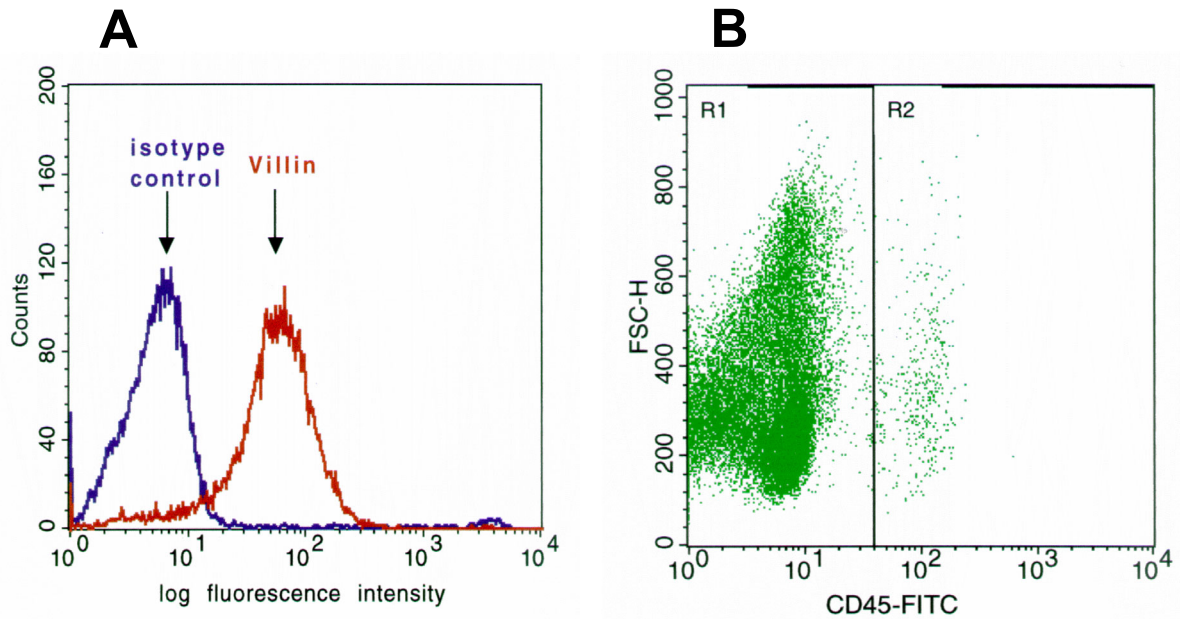 A
B
200
160
120
80
40
0
Counts
isotype
control
Villin
10^0
10^1
10^2
10^3
10^4
log fluorescence intensity
1000
800
600
400
200
0
FSC-H
R1
R2
10^0
10^1
10^2
10^3
10^4
CD45-FITC